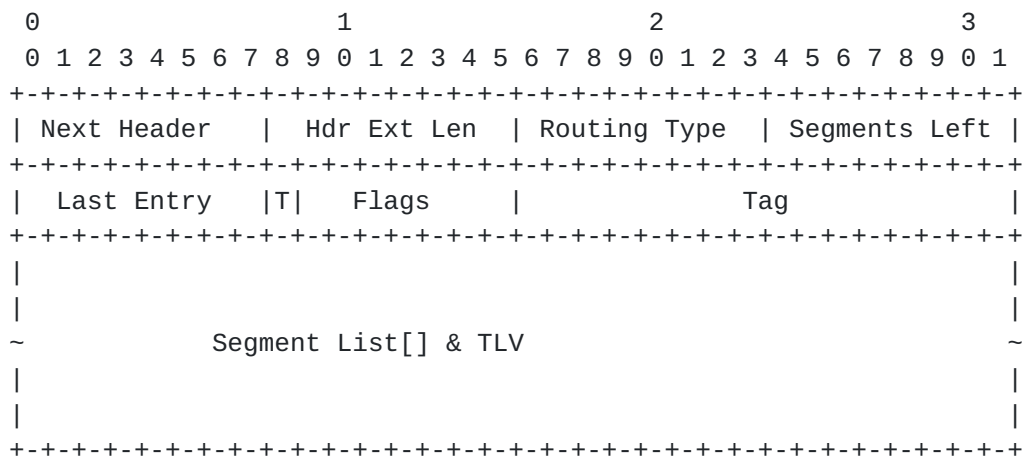 0                   1                   2                   3
 0 1 2 3 4 5 6 7 8 9 0 1 2 3 4 5 6 7 8 9 0 1 2 3 4 5 6 7 8 9 0 1
+-+-+-+-+-+-+-+-+-+-+-+-+-+-+-+-+-+-+-+-+-+-+-+-+-+-+-+-+-+-+-+-+
| Next Header   |  Hdr Ext Len  | Routing Type  | Segments Left |
+-+-+-+-+-+-+-+-+-+-+-+-+-+-+-+-+-+-+-+-+-+-+-+-+-+-+-+-+-+-+-+-+
|  Last Entry   |T|   Flags     |              Tag              |
+-+-+-+-+-+-+-+-+-+-+-+-+-+-+-+-+-+-+-+-+-+-+-+-+-+-+-+-+-+-+-+-+
|                                                               |
|                                                               |
~            Segment List[] & TLV                               ~
|                                                               |
|                                                               |
+-+-+-+-+-+-+-+-+-+-+-+-+-+-+-+-+-+-+-+-+-+-+-+-+-+-+-+-+-+-+-+-+